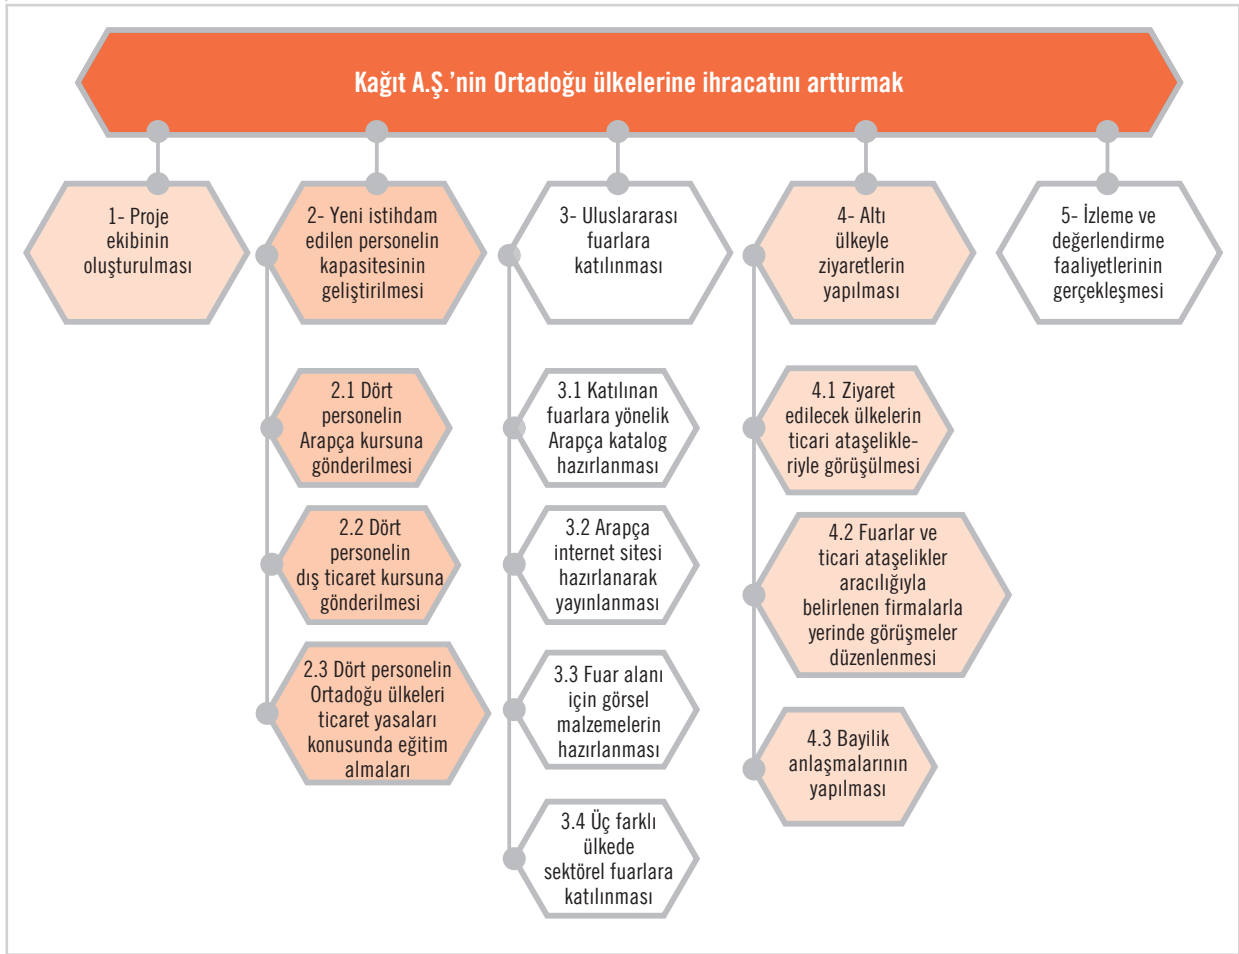 Kağıt A.Ş.'nin Ortadoğu ülkelerine ihracatını arttırmak
1- Proje
ekibinin
oluşturulması
2- Yeni istihdam
edilen personelin
kapasitesinin
geliştirilmesi
3- Uluslararası
fuarlara
katılınması
4- Altı
ülkeyle
ziyaretlerin
yapılması
5- İzleme ve
değerlendirme
faaliyetlerinin
gerçekleşmesi
2.1 Dört
personelin
Arapça kursuna
gönderilmesi
2.2 Dört
personelin
dış ticaret kursuna
gönderilmesi
2.3 Dört personelin
Ortadoğu ülkeleri
ticaret yasaları
konusunda eğitim
almaları
3.1 Katılınan
fuarlara yönelik
Arapça katalog
hazırlanması
3.2 Arapça
internet sitesi
hazırlanarak
yayınlanması
3.3 Fuar alanı
için görsel
malzemelerin
hazırlanması
3.4 Üç farklı
ülkede
sektörel fuarlara
katılınması
4.1 Ziyaret
edilecek ülkelerin
ticari ataşelikle-
riyle görüşülmesi
4.2 Fuarlar ve
ticari ataşelikler
aracılığıyla
belirlenen firmalarla
yerinde görüşmeler
düzenlenmesi
4.3 Bayilik
anlaşmalarının
yapılması